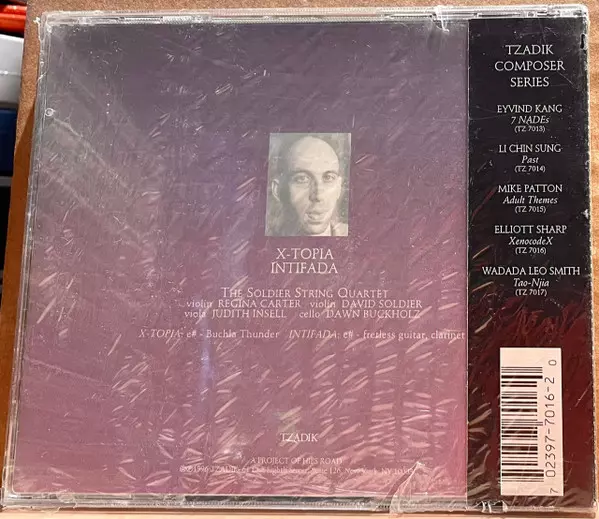 X-TOPIA
INTIFADA
THE SOLDIER STRING QUARTET
violin REGINA CARTER violin DAVID SOLDIER
viola JUDITH INSELL cello DAWN BUCKHOLZ
X-TOPIA: e# - Buchla Thunder INTIFADA: e# - fretless guitar, clarinet
TZADIK
A PROJECT OF HIPS ROAD
TZADIK
COMPOSER
SERIES
EYVIND KANG
7 NADEs
(TZ 7013)
LI CHIN SUNG
Past
(TZ 7014)
MIKE PATTON
Adult Themes
(TZ 7015)
ELLIOTT SHARP
XenocodeX
(TZ 7016)
WADADA LEO SMITH
Tao-Njia
(TZ 7017)
7 02397-7016-2 0